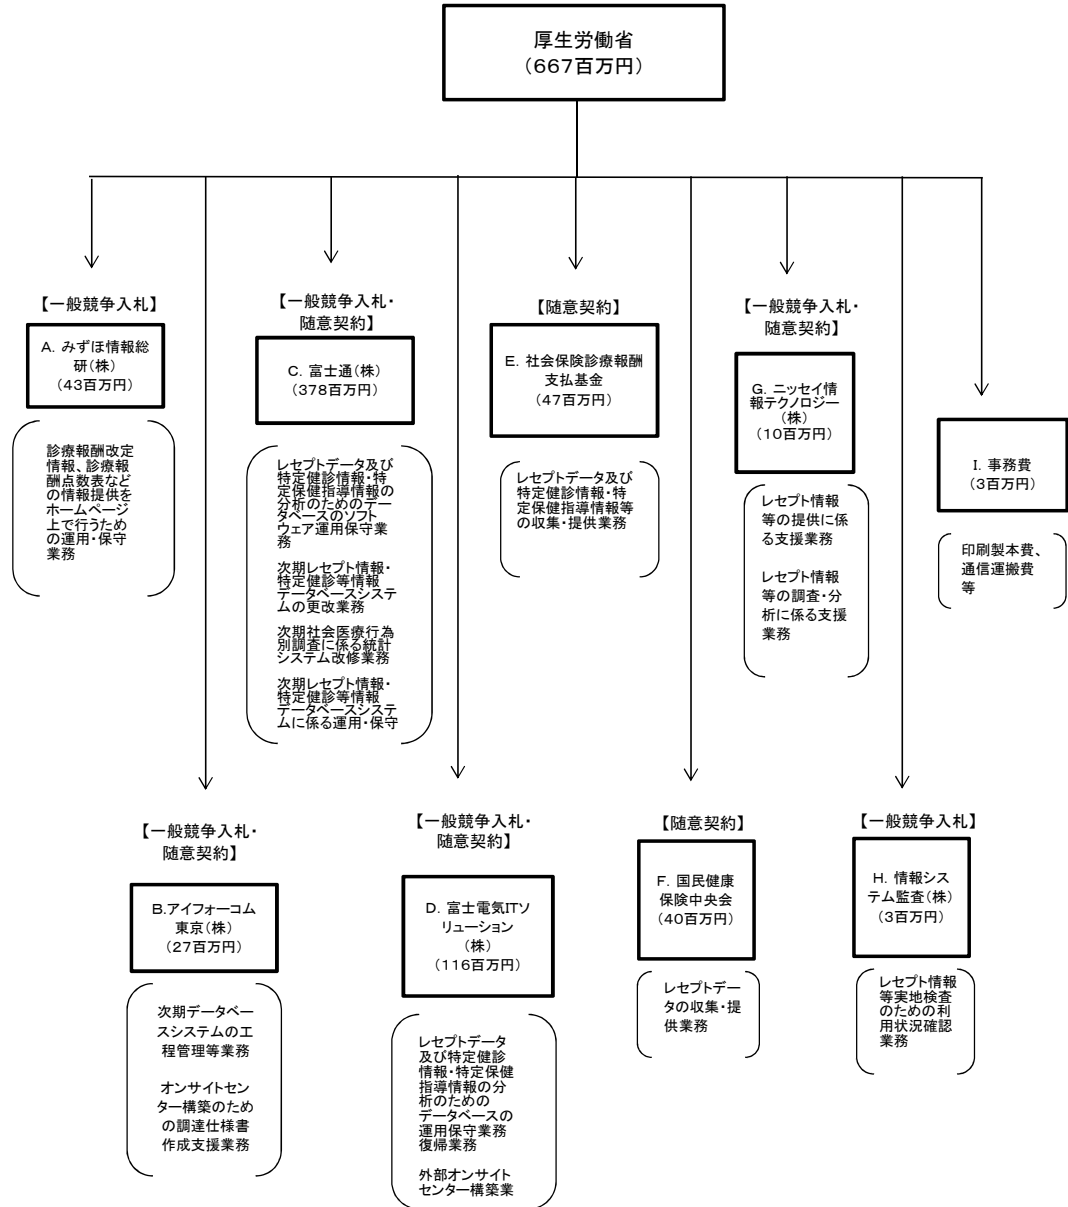 厚生労働省
（667百万円）
【一般競争入札】
A. みずほ情報総
研(株)
（43百万円）
診療報酬改定
情報、診療報
酬点数表など
の情報提供を
ホームページ
上で行うため
の運用・保守
業務
【一般競争入札・
随意契約】
C. 富士通(株)
（378百万円）
レセプトデータ及び
特定健診情報・特
定保健指導情報の
分析のためのデー
タベースのソフト
ウェア運用保守業
務
次期レセプト情報・
特定健診等情報
データベースシステ
ムの更改業務
次期社会医療行為
別調査に係る統計
システム改修業務
次期レセプト情報・
特定健診等情報
データベースシステ
ムに係る運用・保守
【随意契約】
E. 社会保険診療報酬
支払基金
（47百万円）
レセプトデータ及び
特定健診情報・特
定保健指導情報等
の収集・提供業務
【一般競争入札・
随意契約】
G. ニッセイ情
報テクノロジー
(株)
（10百万円）
レセプト情報
等の提供に係
る支援業務
レセプト情報
等の調査・分
析に係る支援
業務
I. 事務費
（3百万円）
印刷製本費、
通信運搬費
等
【一般競争入札・
随意契約】
B.アイフォーコム
東京(株)
（27百万円）
次期データベー
スシステムの工
程管理等業務
オンサイトセン
ター構築のため
の調達仕様書
作成支援業務
【一般競争入札・
随意契約】
D. 富士電気ITソ
リューション
(株)
（116百万円）
レセプトデータ
及び特定健診
情報・特定保健
指導情報の分
析のための
データベースの
運用保守業務
復帰業務
外部オンサイト
センター構築業
【随意契約】
F. 国民健康
保険中央会
（40百万円）
レセプトデー
タの収集・提
供業務
【一般競争入札】
H. 情報シス
テム監査(株)
（3百万円）
レセプト情報
等実地検査
のための利
用状況確認
業務